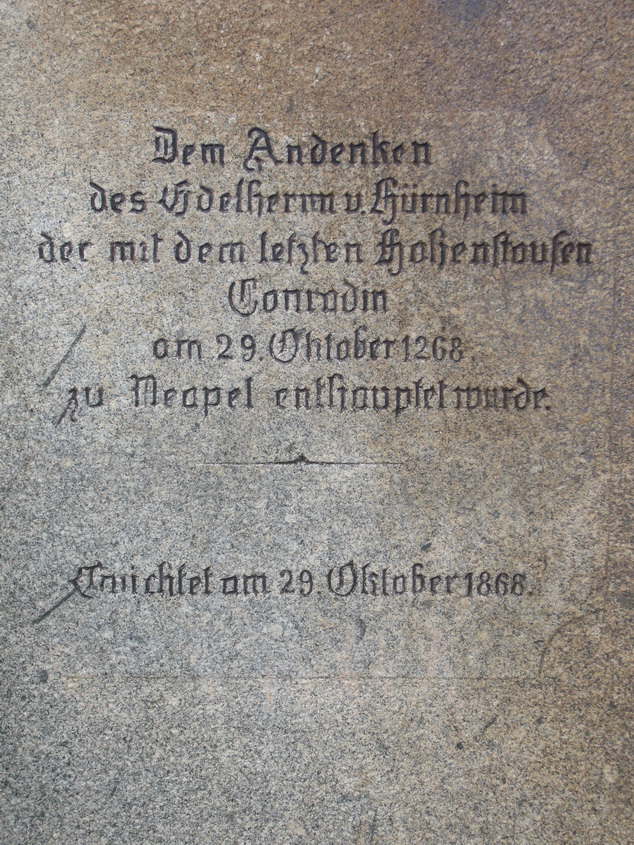 Dem Andenken
des Edelherrn v. Hürnheim
der mit dem letzten Hohenstaufen
Conradin
am 29. Oktober 1268.
zu Neapel enthauptet wurde.
Errichtet am 29. Oktober 1868.